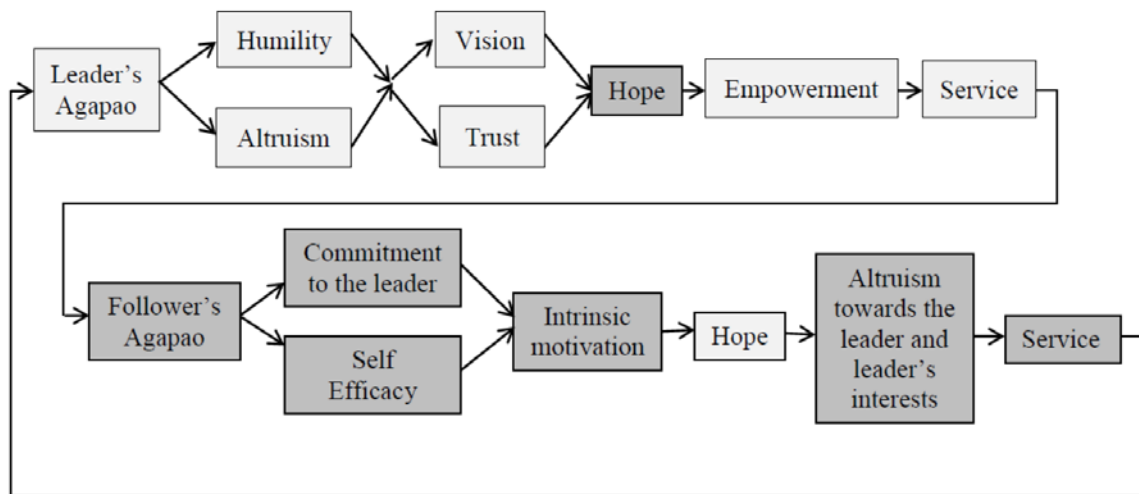 Leader's
Agapao
Humility
Altruism
Vision
Trust
Hope
Empowerment
Service
Follower's
Agapao
Commitment
to the leader
Self
Efficacy
Intrinsic
motivation
Hope
Altruism
towards the
leader and
leader's
interests
Service